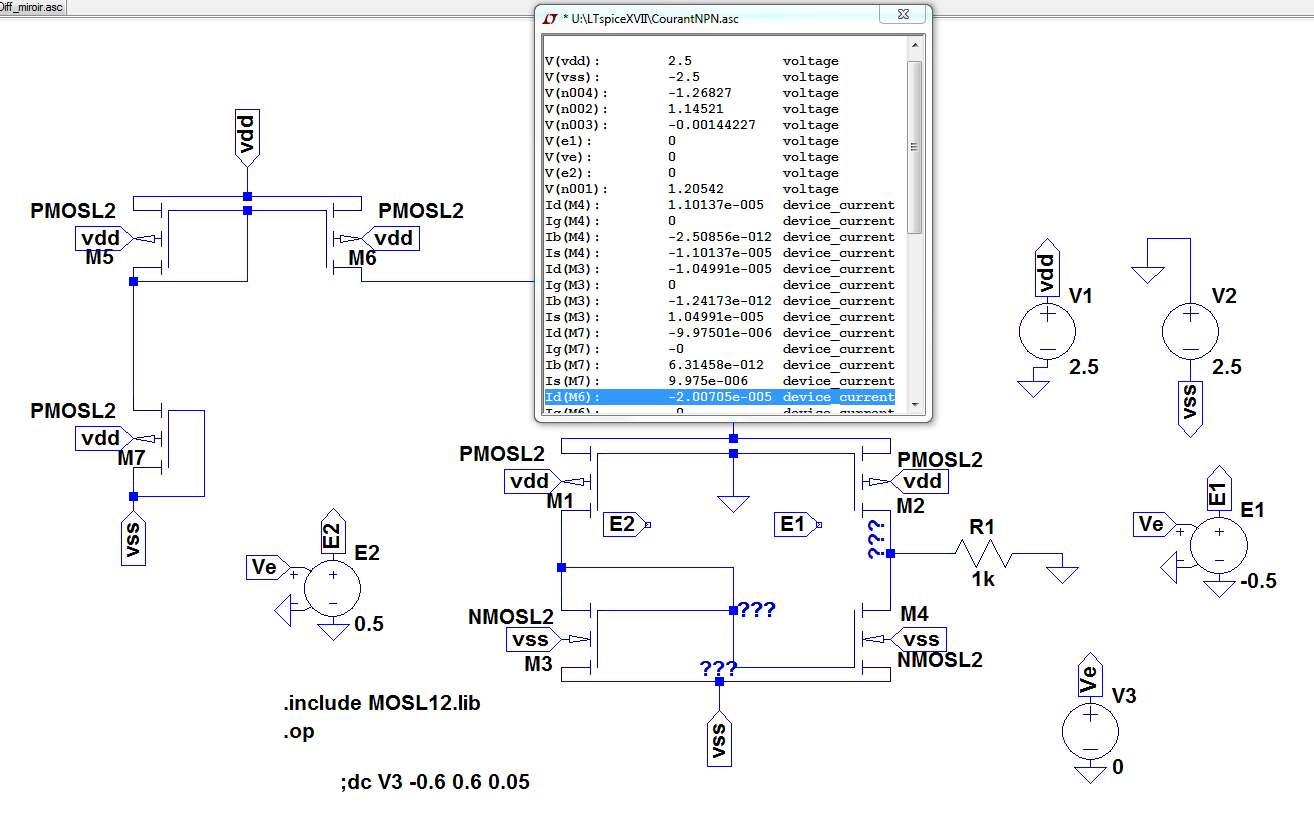 Diff_miroir.asc
* U:\LTspiceXVII\CourantNPN.asc
V(vdd): 2.5 voltage
V(vss): -2.5 voltage
V(n004): -1.26827 voltage
V(n002): 1.14521 voltage
V(n003): -0.00144227 voltage
V(e1): 0 voltage
V(ve): 0 voltage
V(e2): 0 voltage
V(n001): 1.20542 voltage
Id(M4): 1.10137e-005 device_current
Ig(M4): 0 device_current
Ib(M4): -2.50856e-012 device_current
Is(M4): -1.10137e-005 device_current
Id(M3): -1.04991e-005 device_current
Ig(M3): 0 device_current
Ib(M3): -1.24173e-012 device_current
Is(M3): 1.04991e-005 device_current
Id(M7): -9.97501e-006 device_current
Ig(M7): -0 device_current
Ib(M7): 6.31458e-012 device_current
Is(M7): 9.975e-006 device_current
Id(M6): -2.00705e-005 device_current
vdd
PMOSL2
PMOSL2
vdd
vdd
M5
M6
vdd
V1
2.5
V2
2.5
vss
PMOSL2
vdd
M7
vss
PMOSL2
vdd
M1
PMOSL2
vdd
M2
E2
E1
???
R1
1k
E1
Ve
E1
-0.5
E2
Ve
E2
0.5
NMOSL2
vss
M3
???
???
M4
vss
NMOSL2
vss
Ve
V3
0
.include MOSL12.lib
.op
;dc V3 -0.6 0.6 0.05